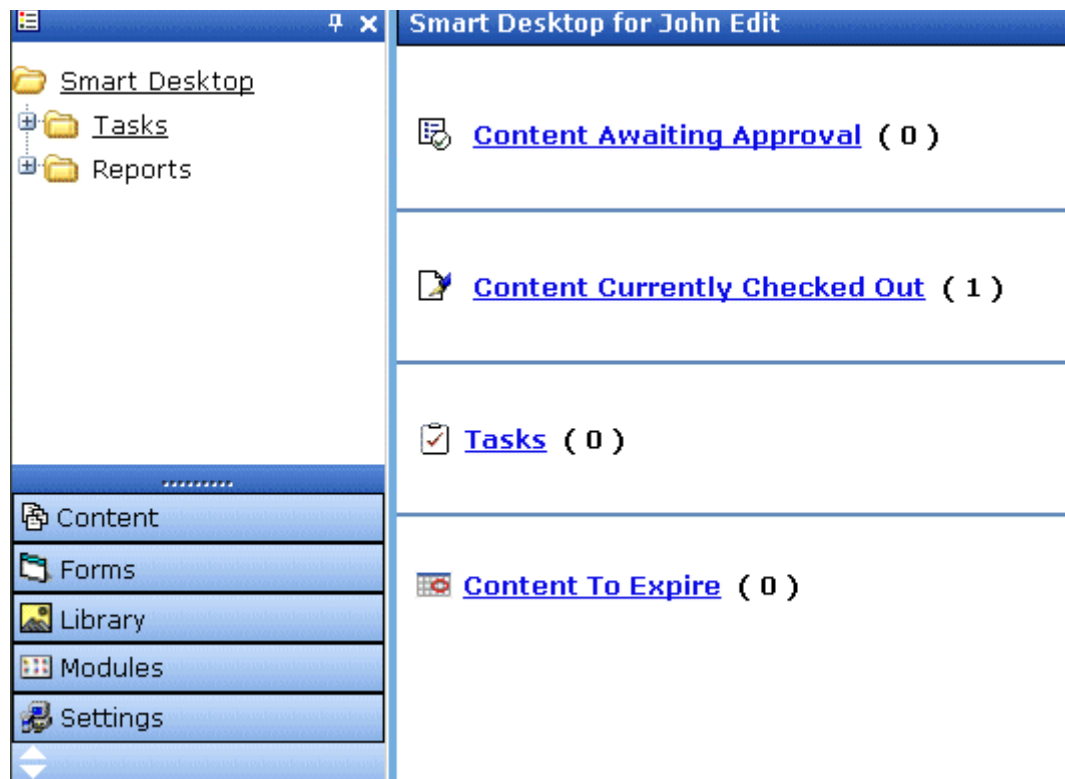 Smart Desktop
Tasks
Reports
Content
Forms
Library
Modules
Settings
Smart Desktop for John Edit
Content Awaiting Approval ( 0 )
Content Currently Checked Out ( 1 )
Tasks ( 0 )
Content To Expire ( 0 )